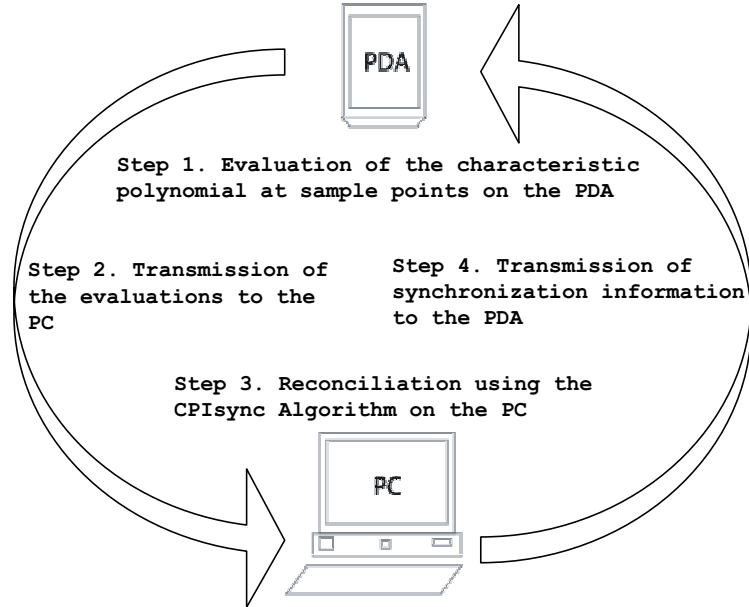 PDA
Step 1. Evaluation of the characteristic
polynomial at sample points on the PDA
Step 2. Transmission of
the evaluations to the
PC
Step 4. Transmission of
synchronization information
to the PDA
Step 3. Reconciliation using the
CPIsync Algorithm on the PC
PC